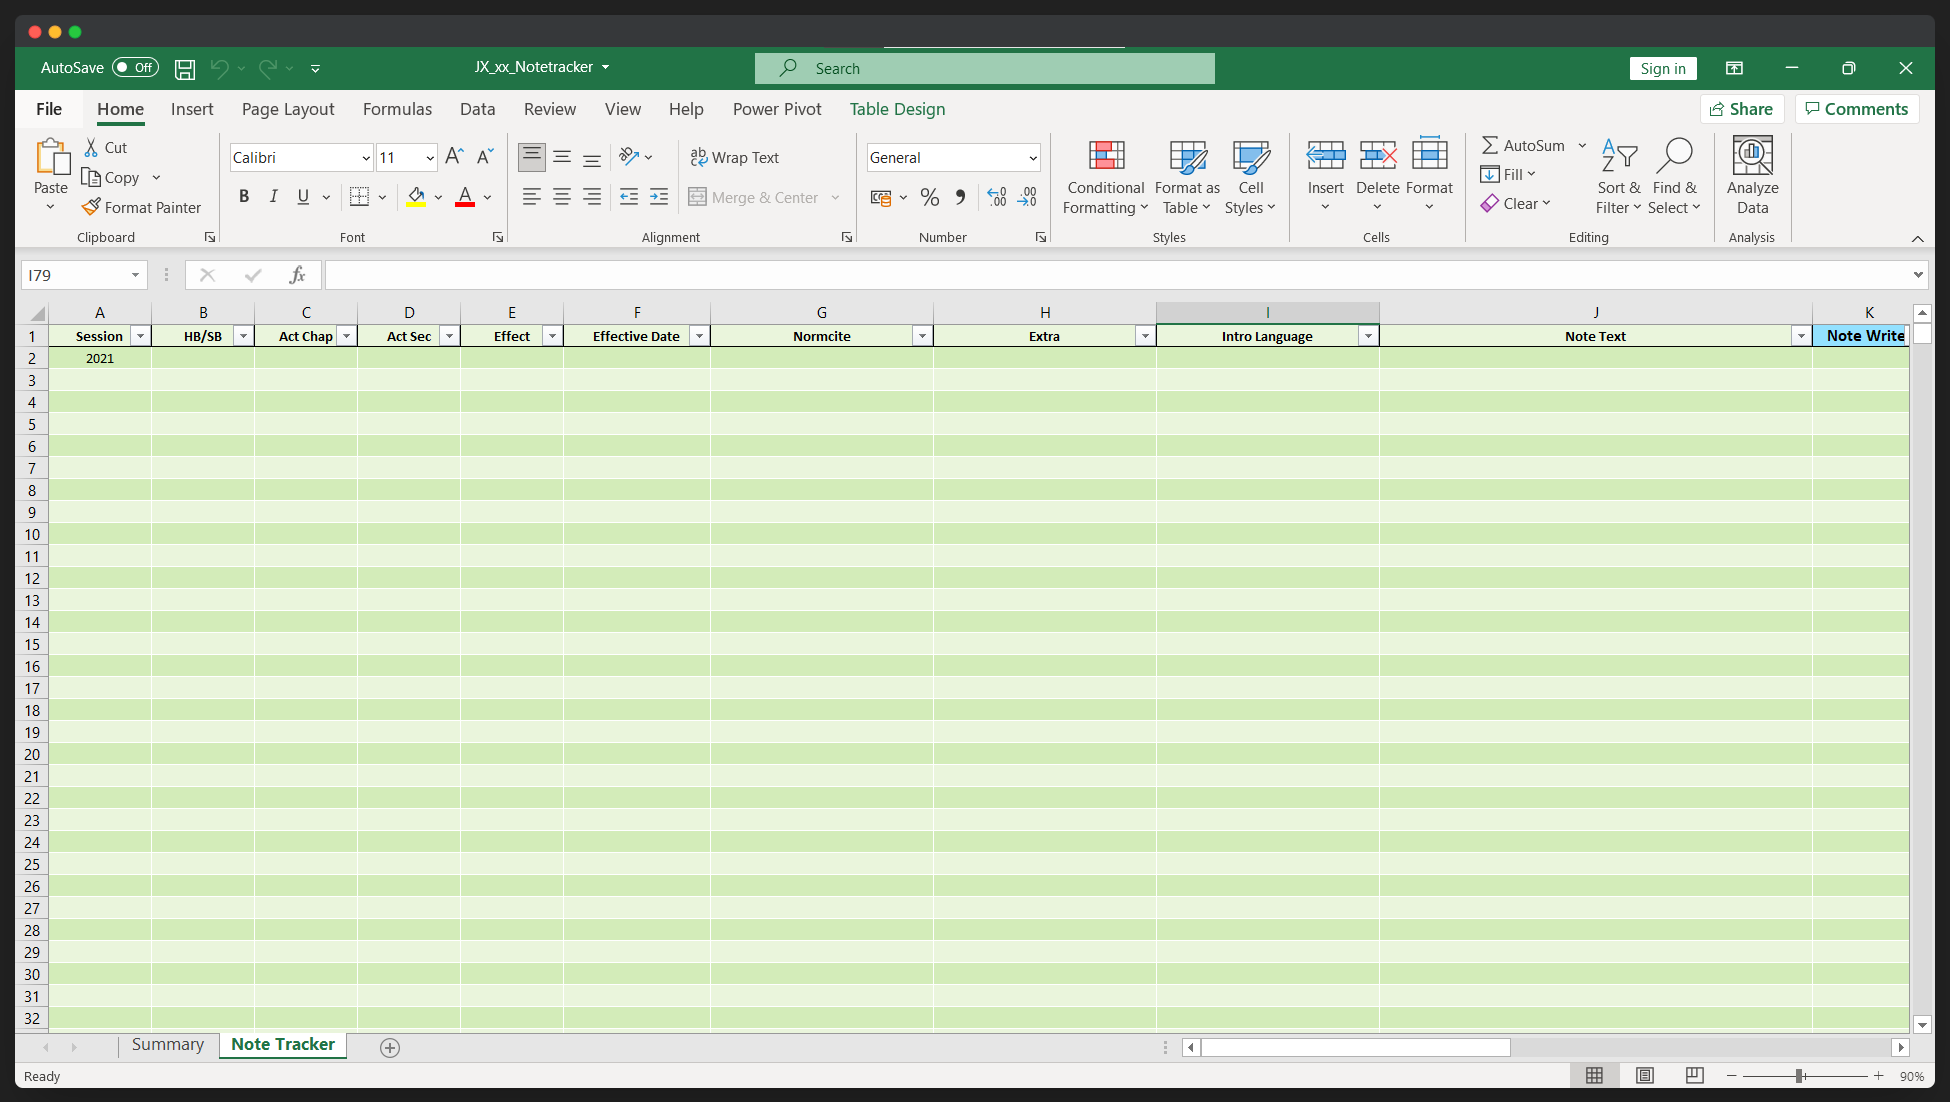 AutoSave Off JX_xx_Notetracker Search Sign in
File Home Insert Page Layout Formulas Data Review View Help Power Pivot Table Design Share Comments
Paste
Cut
Copy
Format Painter
Clipboard
Calibri 11
B I U
Font
Wrap Text
Merge & Center
Alignment
General
Number
Conditional Formatting
Format as Table
Cell Styles
Styles
Insert
Delete
Format
Cells
AutoSum
Fill
Clear
Sort & Filter
Find & Select
Editing
Analyze Data
Analysis
I79 fx
A B C D E F G H I J K
1 Session HB/SB Act Chap Act Sec Effect Effective Date Normcite Extra Intro Language Note Text Note Write
2 2021
3
4
5
6
7
8
9
10
11
12
13
14
15
16
17
18
19
20
21
22
23
24
25
26
27
28
29
30
31
32
Summary Note Tracker
Ready 90%